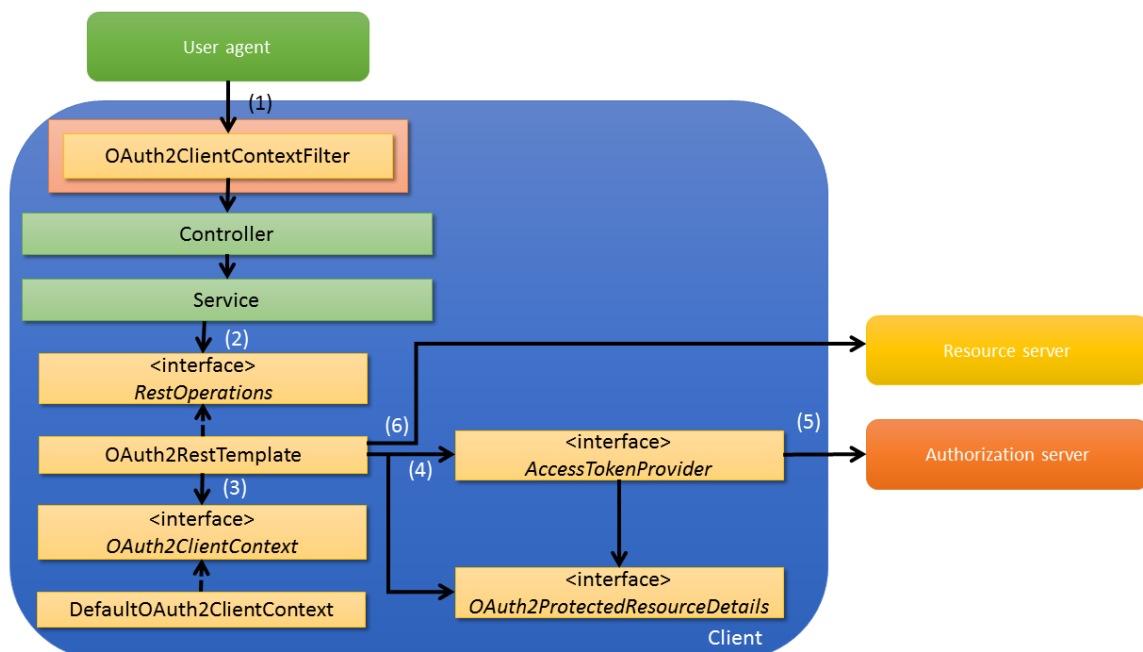 User agent
(1)
OAuth2ClientContextFilter
Controller
Service
(2)
<interface>
RestOperations
Resource server
(6)
OAuth2RestTemplate
(4)
<interface>
AccessTokenProvider
(5)
Authorization server
(3)
<interface>
OAuth2ClientContext
<interface>
OAuth2ProtectedResourceDetails
DefaultOAuth2ClientContext
Client